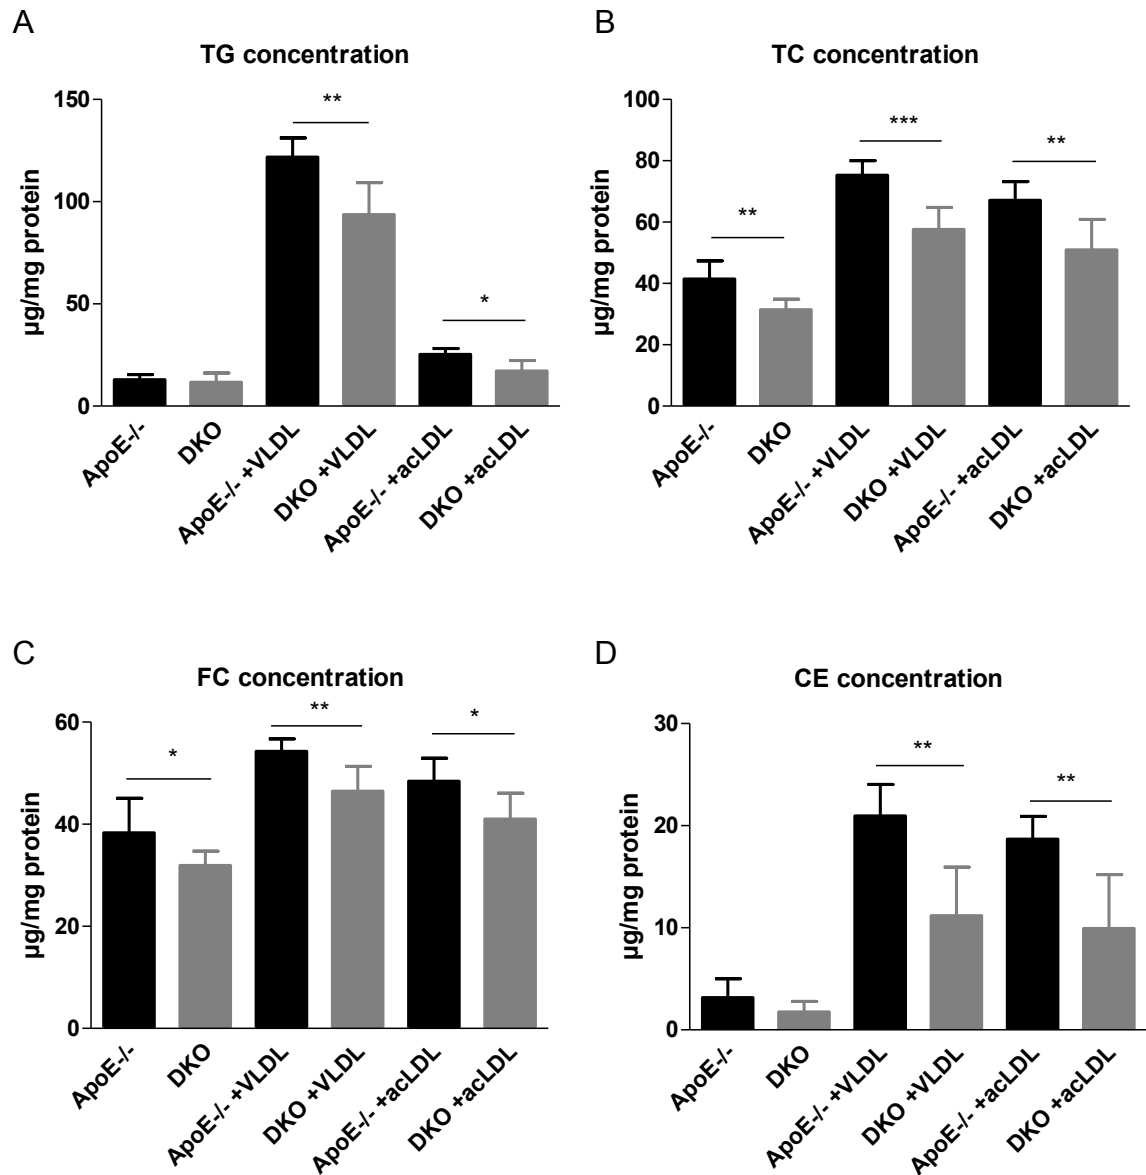 A
TG concentration
150
100
50
0
µg/mg protein
**
*
ApoE-/-
DKO
ApoE-/- +VLDL
DKO +VLDL
ApoE-/- +acLDL
DKO +acLDL
B
TC concentration
100
80
60
40
20
0
µg/mg protein
**
***
**
ApoE-/-
DKO
ApoE-/- +VLDL
DKO +VLDL
ApoE-/- +acLDL
DKO +acLDL
C
FC concentration
60
40
20
0
µg/mg protein
*
**
*
ApoE-/-
DKO
ApoE-/- +VLDL
DKO +VLDL
ApoE-/- +acLDL
DKO +acLDL
D
CE concentration
30
20
10
0
µg/mg protein
**
**
ApoE-/-
DKO
ApoE-/- +VLDL
DKO +VLDL
ApoE-/- +acLDL
DKO +acLDL